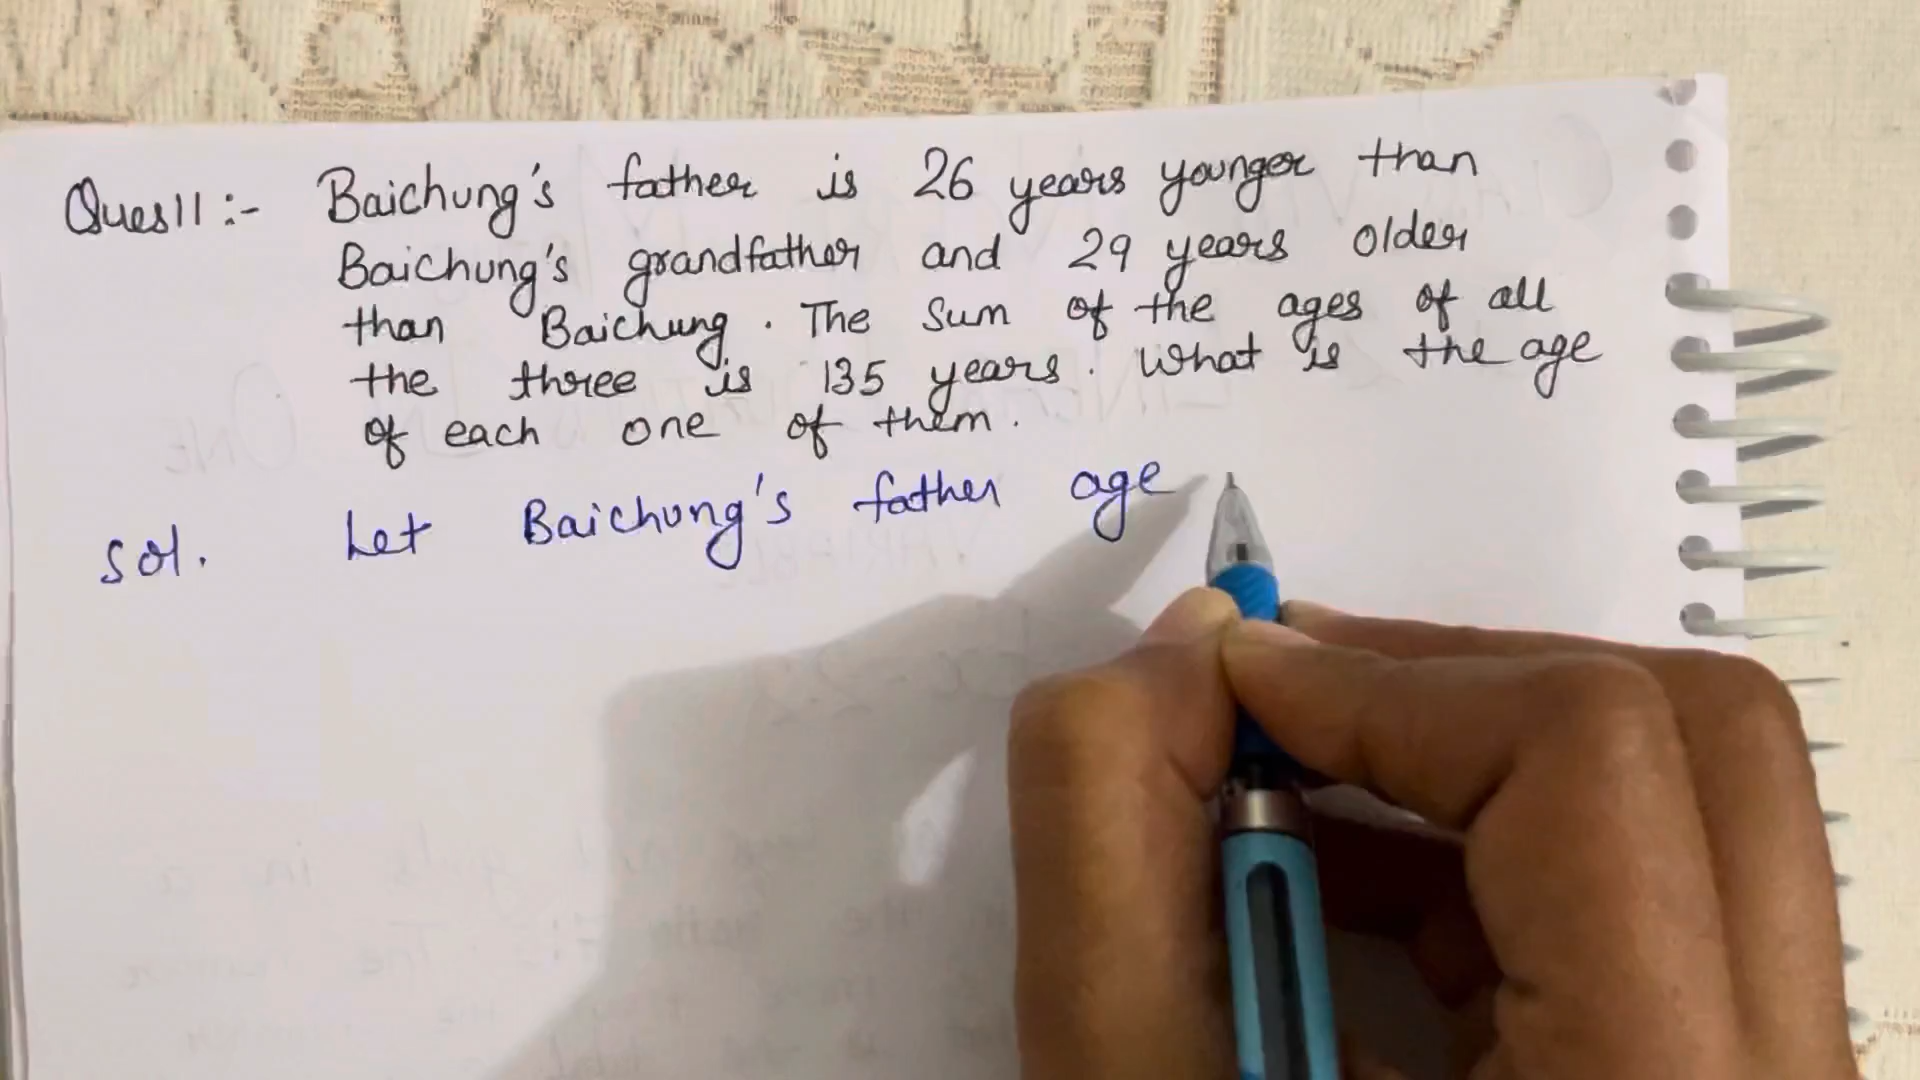 Ques11:- Baichung's father is 26 years younger than
Baichung's grandfather and 29 years older
than Baichung. The sum of the ages of all
the three is 135 years. What is the age
of each one of them.
Sol. Let Baichung's father age